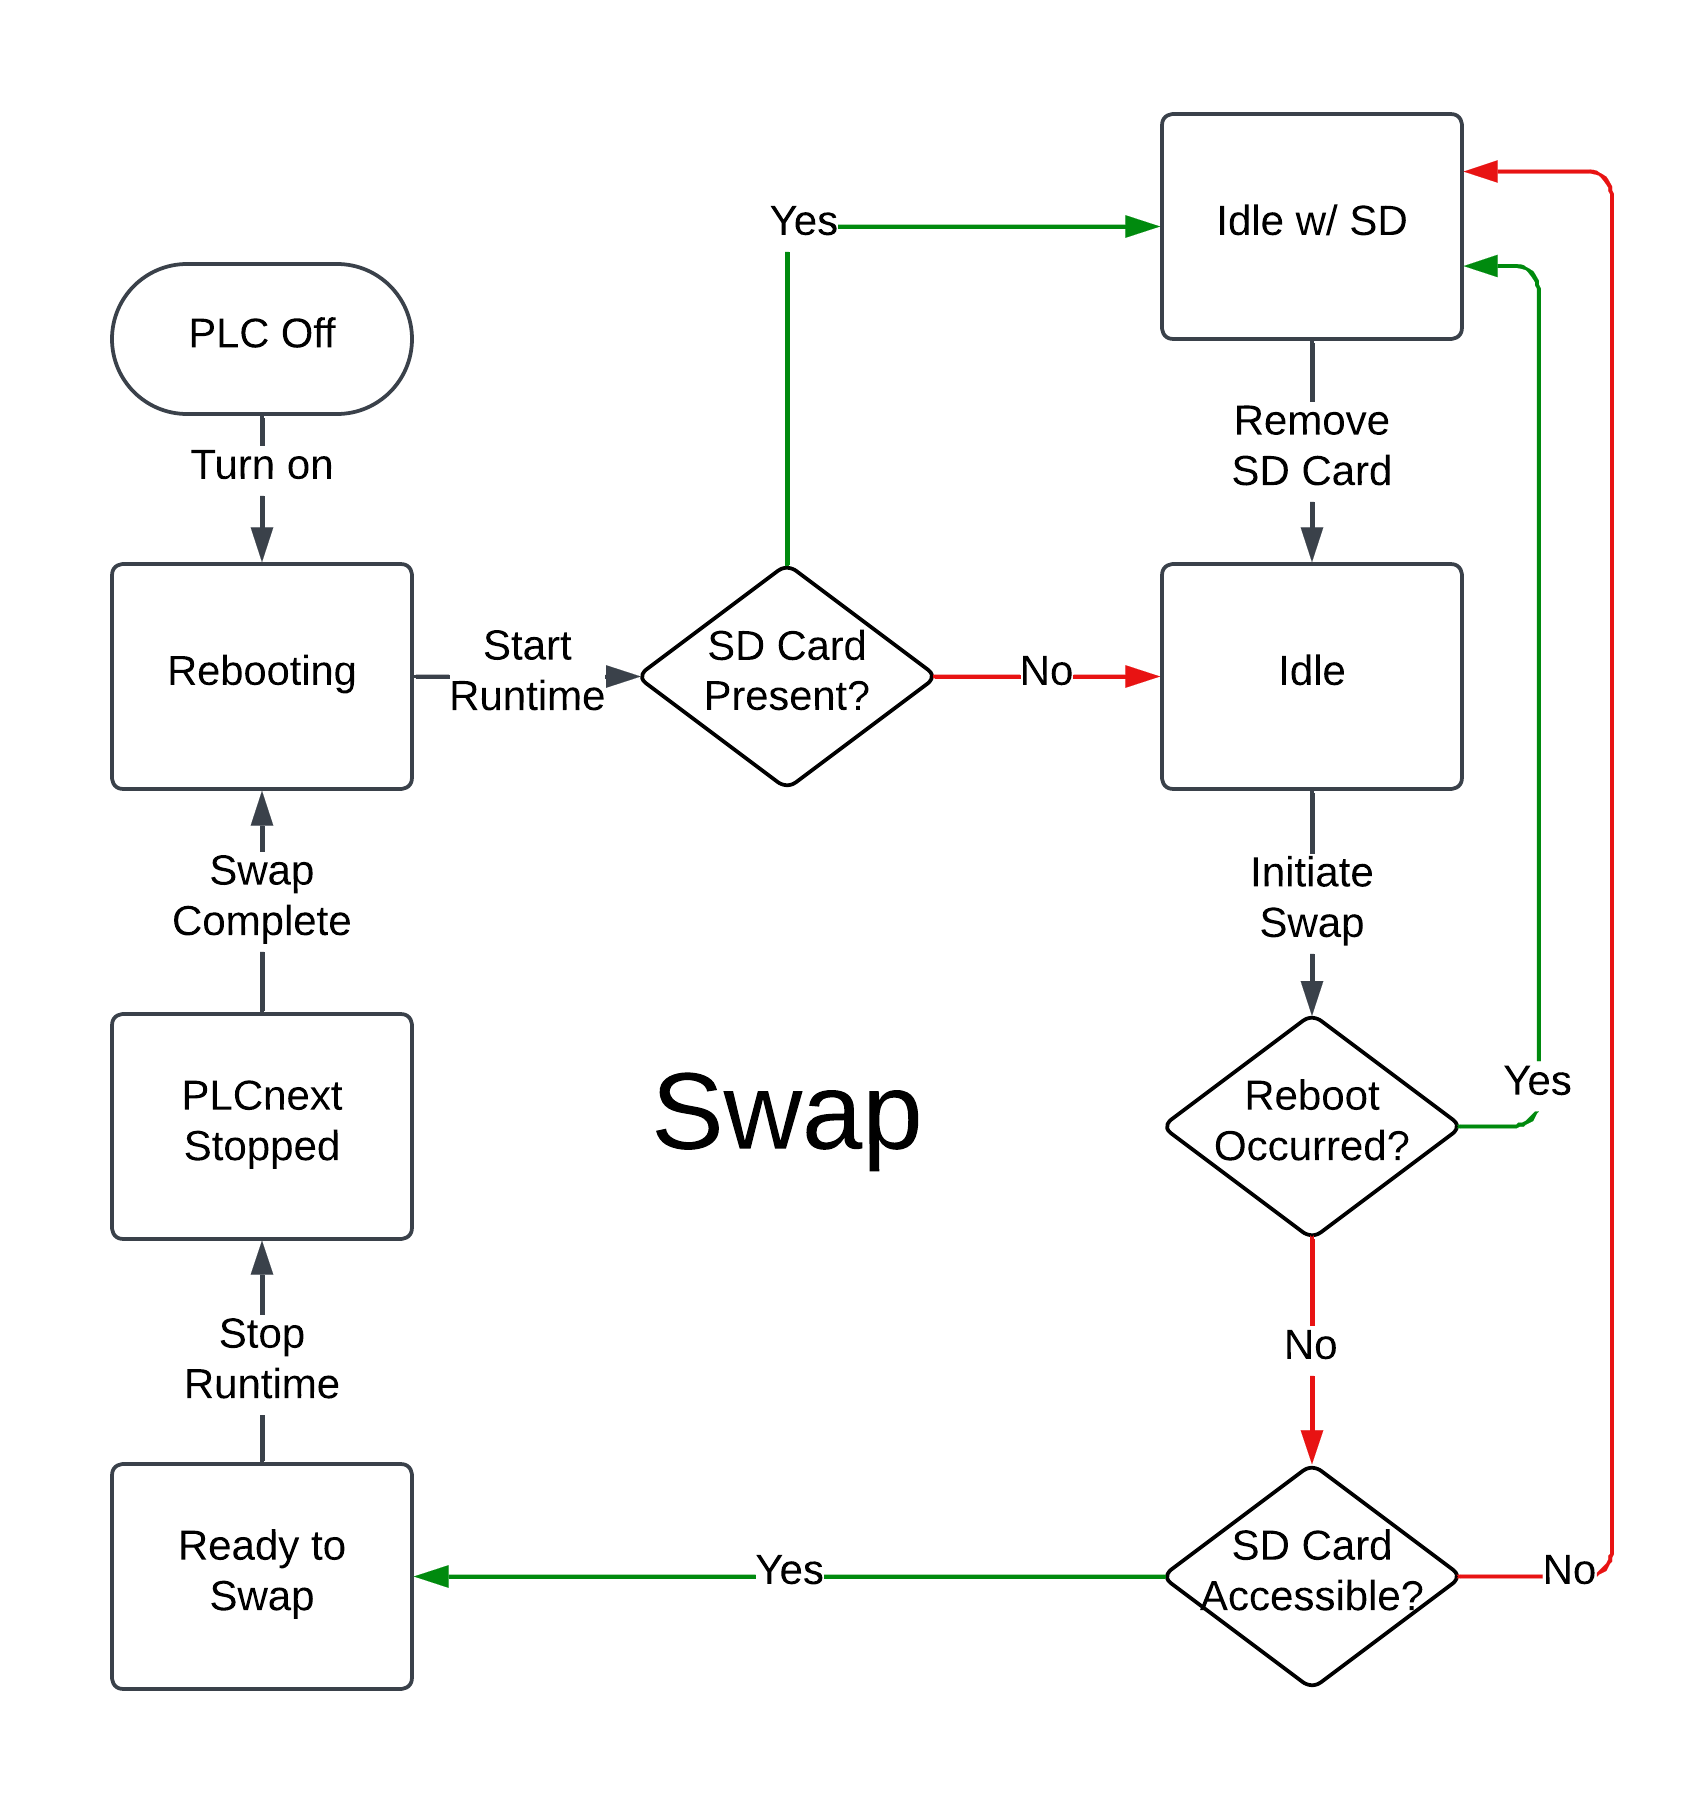 Yes
Idle w/ SD
PLC Off
Turn on
Remove
SD Card
Rebooting
Start
Runtime
SD Card
Present?
No
Idle
Swap
Complete
Initiate
Swap
PLCnext
Stopped
Swap
Reboot
Occurred?
Yes
Stop
Runtime
No
Ready to
Swap
Yes
SD Card
Accessible?
No